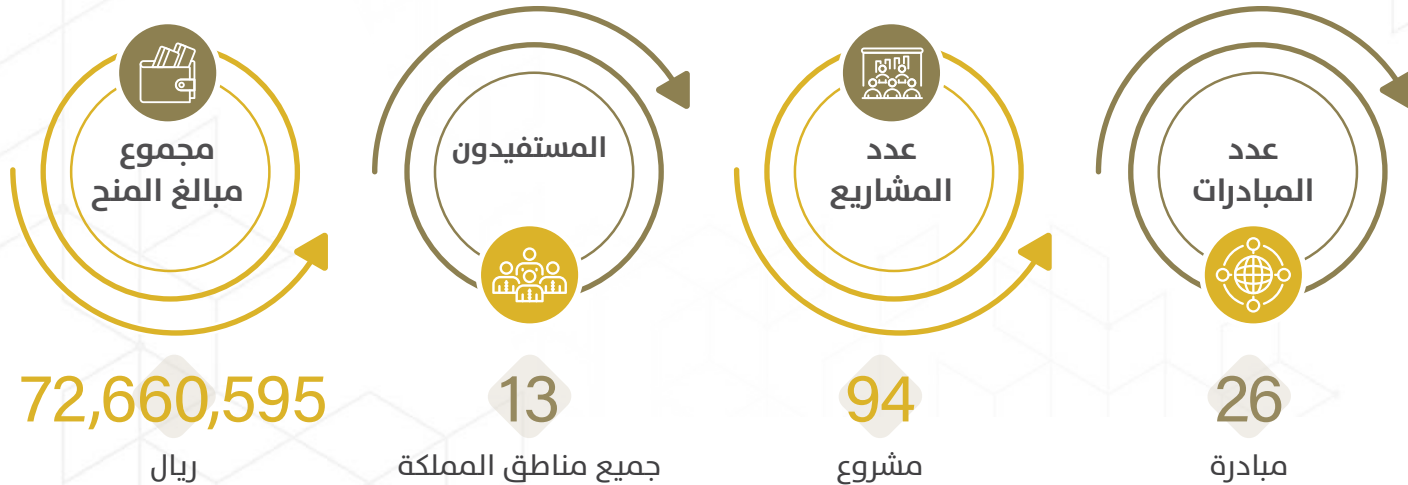 عدد
المبادرات
26
مبادرة
عدد
المشاريع
94
مشروع
المستفيدون
13
جميع مناطق المملكة
مجموع
مبالغ المنح
72,660,595
ريال